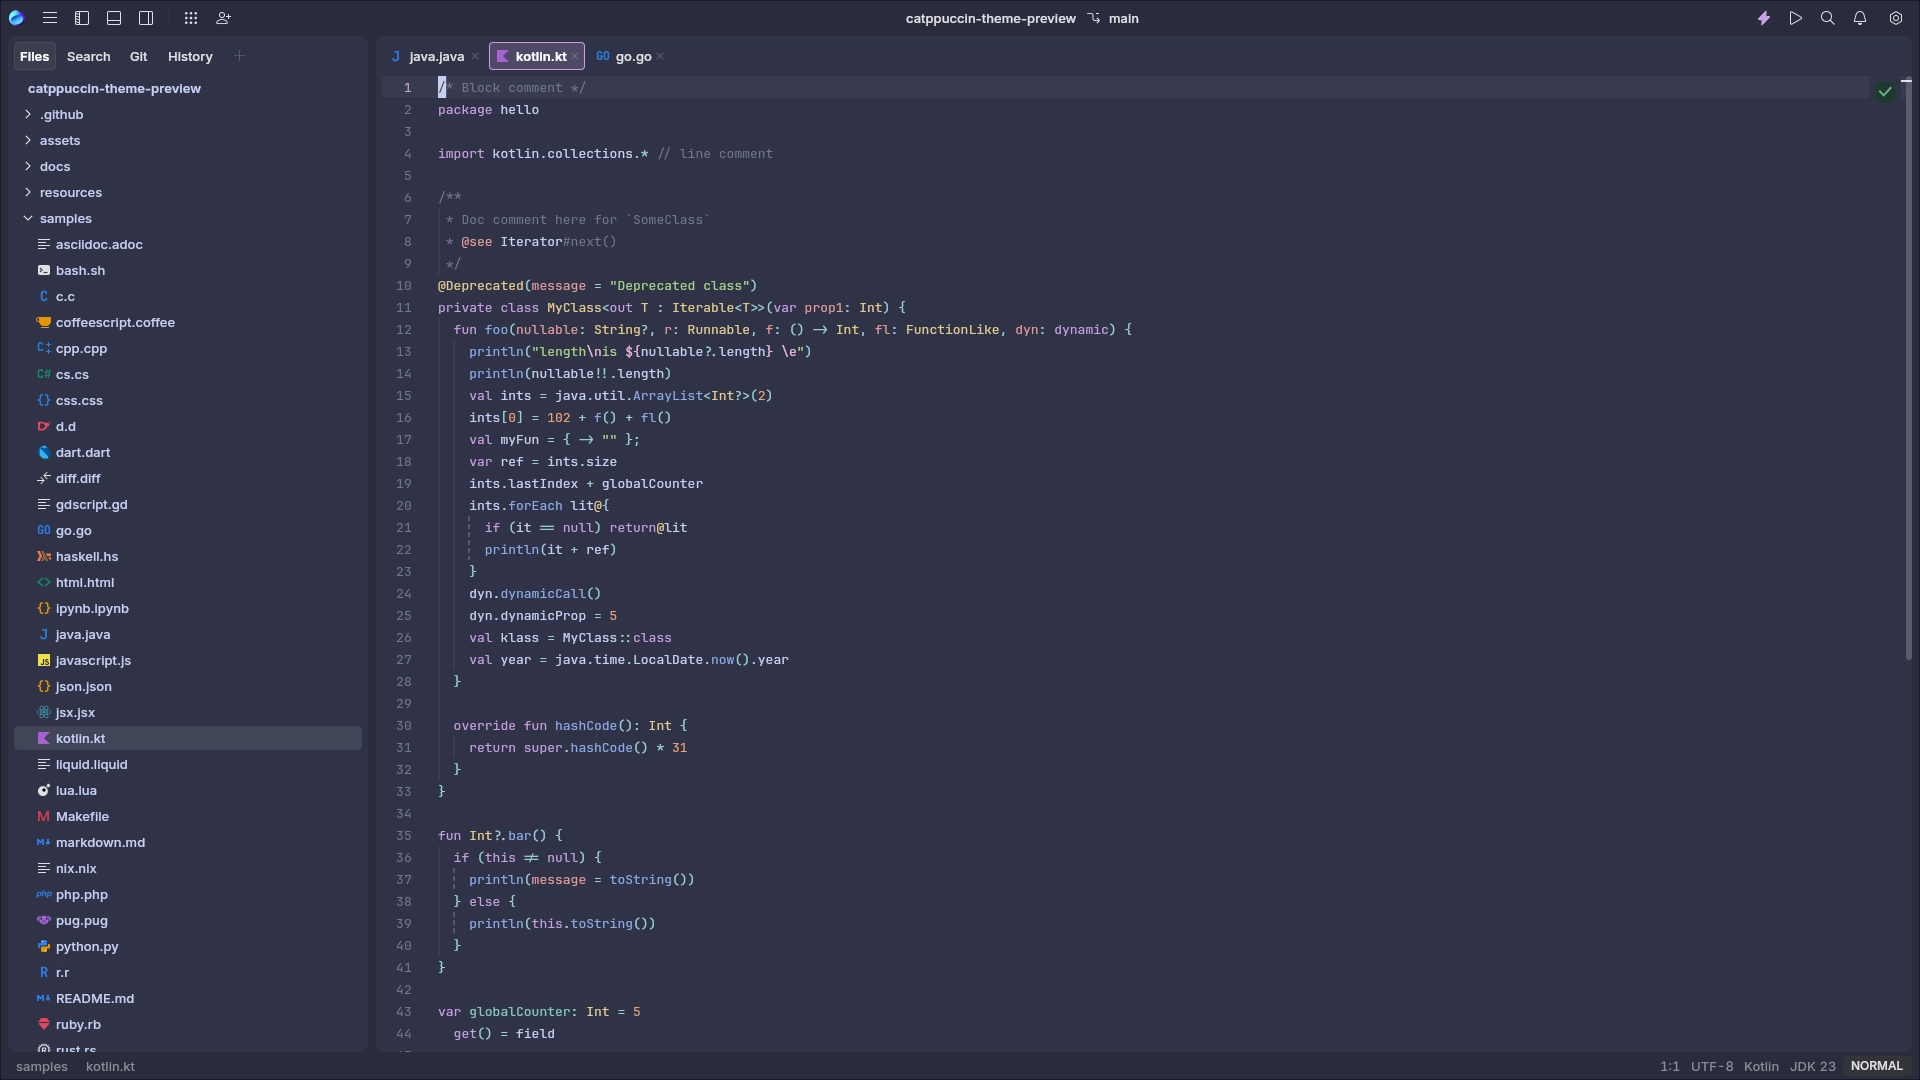 catppuccin-theme-preview main
Files Search Git History
catppuccin-theme-preview
.github
assets
docs
resources
samples
asciidoc.adoc
bash.sh
C c.c
coffeescript.coffee
cpp.cpp
C# cs.cs
{} css.css
d.d
dart.dart
diff.diff
gdscript.gd
GO go.go
haskell.hs
<> html.html
{} ipynb.ipynb
J java.java
JS javascript.js
{} json.json
jsx.jsx
kotlin.kt
liquid.liquid
lua.lua
M Makefile
M↓ markdown.md
nix.nix
php php.php
pug.pug
python.py
R r.r
M↓ README.md
ruby.rb
rust.rs
J java.java kotlin.kt GO go.go
1 /* Block comment */
2 package hello
3
4 import kotlin.collections.* // line comment
5
6 /**
7  * Doc comment here for `SomeClass`
8  * @see Iterator#next()
9  */
10 @Deprecated(message = "Deprecated class")
11 private class MyClass<out T : Iterable<T>>(var prop1: Int) {
12   fun foo(nullable: String?, r: Runnable, f: () -> Int, fl: FunctionLike, dyn: dynamic) {
13     println("length\nis ${nullable?.length} \e")
14     println(nullable!!.length)
15     val ints = java.util.ArrayList<Int?>(2)
16     ints[0] = 102 + f() + fl()
17     val myFun = { -> "" };
18     var ref = ints.size
19     ints.lastIndex + globalCounter
20     ints.forEach lit@{
21       if (it == null) return@lit
22       println(it + ref)
23     }
24     dyn.dynamicCall()
25     dyn.dynamicProp = 5
26     val klass = MyClass::class
27     val year = java.time.LocalDate.now().year
28   }
29
30   override fun hashCode(): Int {
31     return super.hashCode() * 31
32   }
33 }
34
35 fun Int?.bar() {
36   if (this != null) {
37     println(message = toString())
38   } else {
39     println(this.toString())
40   }
41 }
42
43 var globalCounter: Int = 5
44   get() = field
samples kotlin.kt
1:1 UTF-8 Kotlin JDK 23 NORMAL